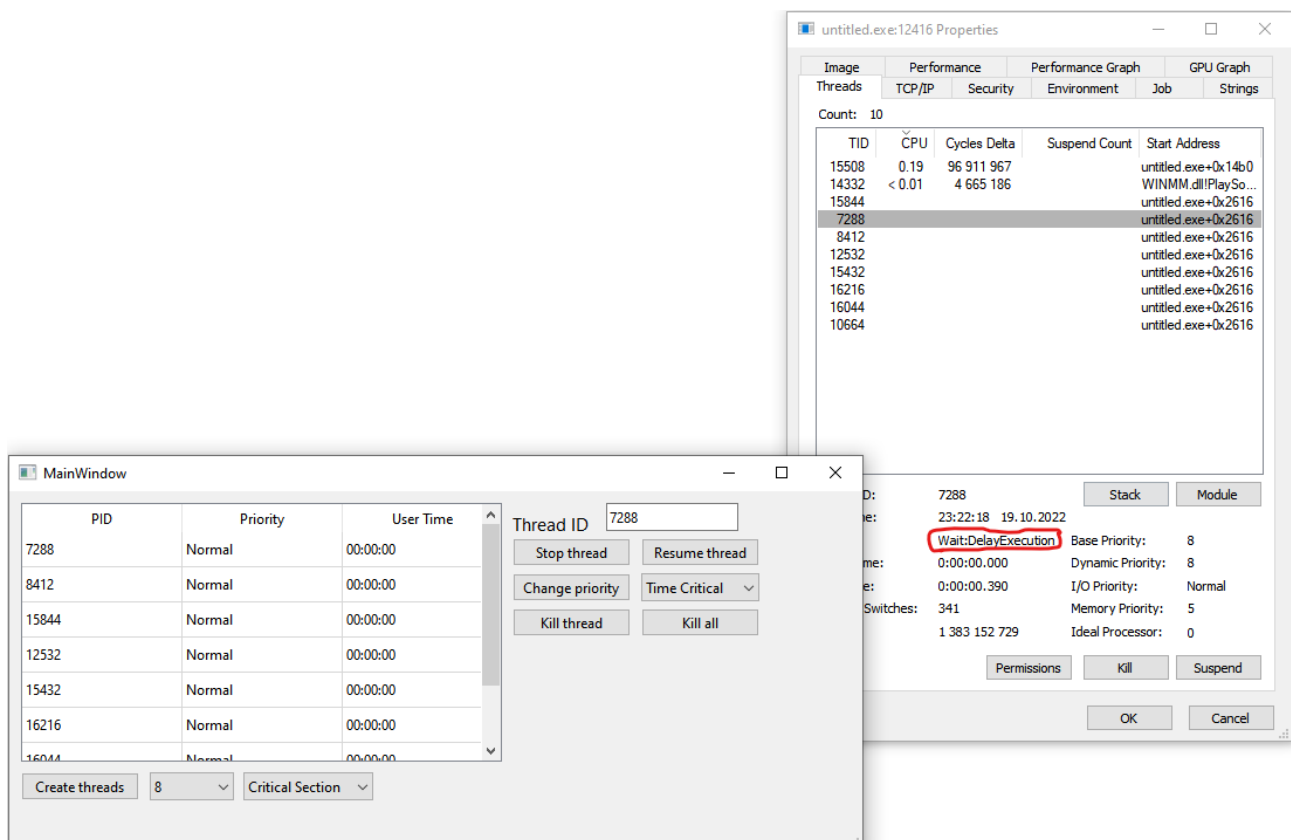 untitled.exe:12416 Properties
Image Performance Performance Graph GPU Graph
Threads TCP/IP Security Environment Job Strings
Count: 10
TID CPU Cycles Delta Suspend Count Start Address
15508 0.19 96 911 967 untitled.exe+0x14b0
14332 < 0.01 4 665 186 WINMM.dll!PlaySo...
15844 untitled.exe+0x2616
7288 untitled.exe+0x2616
8412 untitled.exe+0x2616
12532 untitled.exe+0x2616
15432 untitled.exe+0x2616
16216 untitled.exe+0x2616
16044 untitled.exe+0x2616
10664 untitled.exe+0x2616
D: 7288 Stack Module
ne: 23:22:18 19.10.2022
Wait:DelayExecution Base Priority: 8
me: 0:00:00.000 Dynamic Priority: 8
e: 0:00:00.390 I/O Priority: Normal
Switches: 341 Memory Priority: 5
1 383 152 729 Ideal Processor: 0
Permissions Kill Suspend
OK Cancel
MainWindow
PID Priority User Time
7288 Normal 00:00:00
8412 Normal 00:00:00
15844 Normal 00:00:00
12532 Normal 00:00:00
15432 Normal 00:00:00
16216 Normal 00:00:00
16044 Normal 00:00:00
Thread ID 7288
Stop thread Resume thread
Change priority Time Critical
Kill thread Kill all
Create threads 8 Critical Section